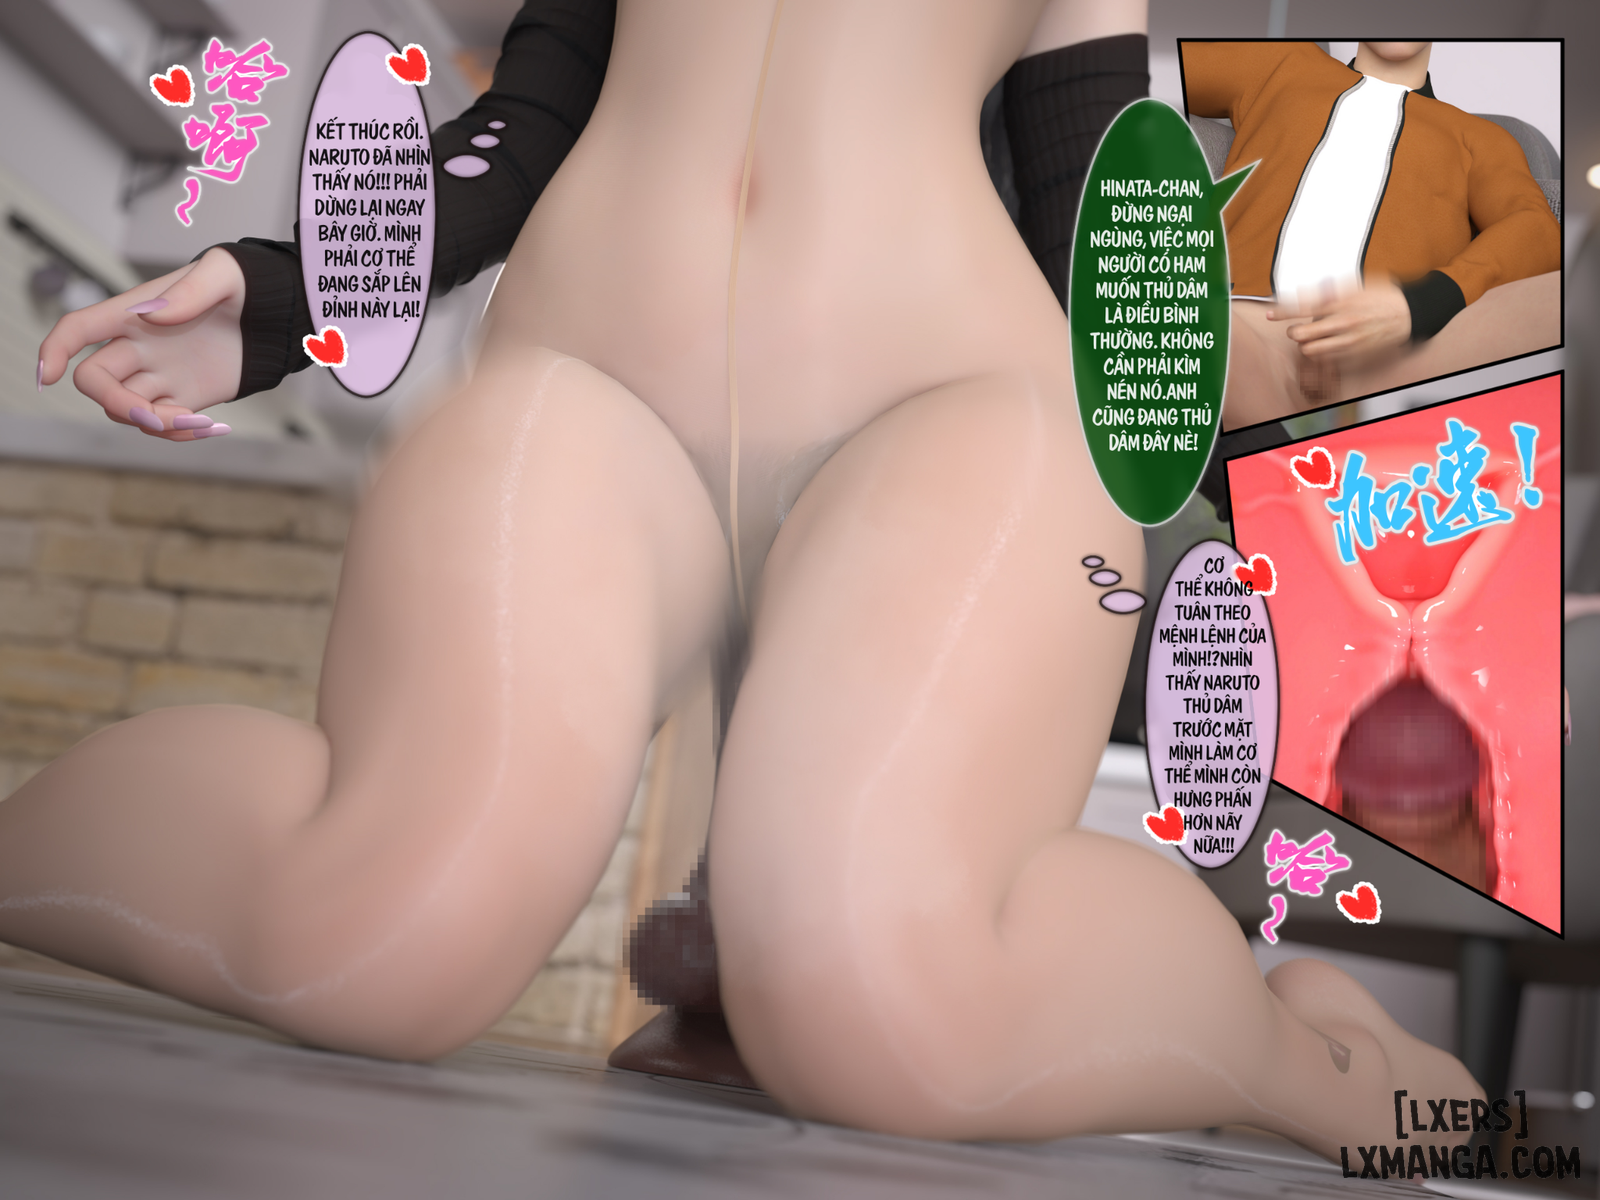 哈
啊
~
KẾT THÚC RỒI.
NARUTO ĐÃ NHÌN
THẤY NÓ!!! PHẢI
DỪNG LẠI NGAY
BÂY GIỜ. MÌNH
PHẢI CƠ THỂ
ĐANG SẮP LÊN
ĐỈNH NÀY LẠI!
HINATA-CHAN,
ĐỪNG NGẠI
NGÙNG, VIỆC MỌI
NGƯỜI CÓ HAM
MUỐN THỦ DÂM
LÀ ĐIỀU BÌNH
THƯỜNG. KHÔNG
CẦN PHẢI KÌM
NÉN NÓ.ANH
CŨNG ĐANG THỦ
DÂM ĐÂY NÈ!
加速!
CƠ
THỂ KHÔNG
TUÂN THEO
MỆNH LỆNH CỦA
MÌNH!?NHÌN
THẤY NARUTO
THỦ DÂM
TRƯỚC MẶT
MÌNH LÀM CƠ
THỂ MÌNH CÒN
HƯNG PHẤN
HƠN NÃY
NỮA!!!
哈
~
[LXERS]
LXMANGA.COM